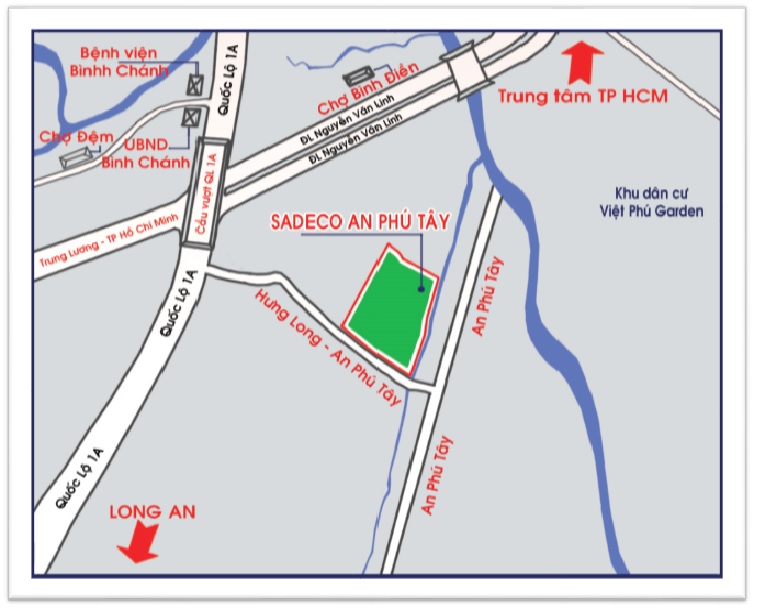 Bệnh viện
Bìnhh Chánh
Quốc Lộ 1A
Chợ Bình Điền
ĐL Nguyễn Văn Linh
ĐL Nguyễn Văn Linh
Trung tâm TP HCM
Chợ Đệm
UBND
Bình Chánh
Cầu vượt QL 1A
Trung Lương - TP Hồ Chí Minh
Khu dân cư
Việt Phú Garden
SADECO AN PHÚ TÂY
Quốc Lộ 1A
Hưng Long - An Phú Tây
An Phú Tây
Quốc Lộ 1A
An Phú Tây
LONG AN